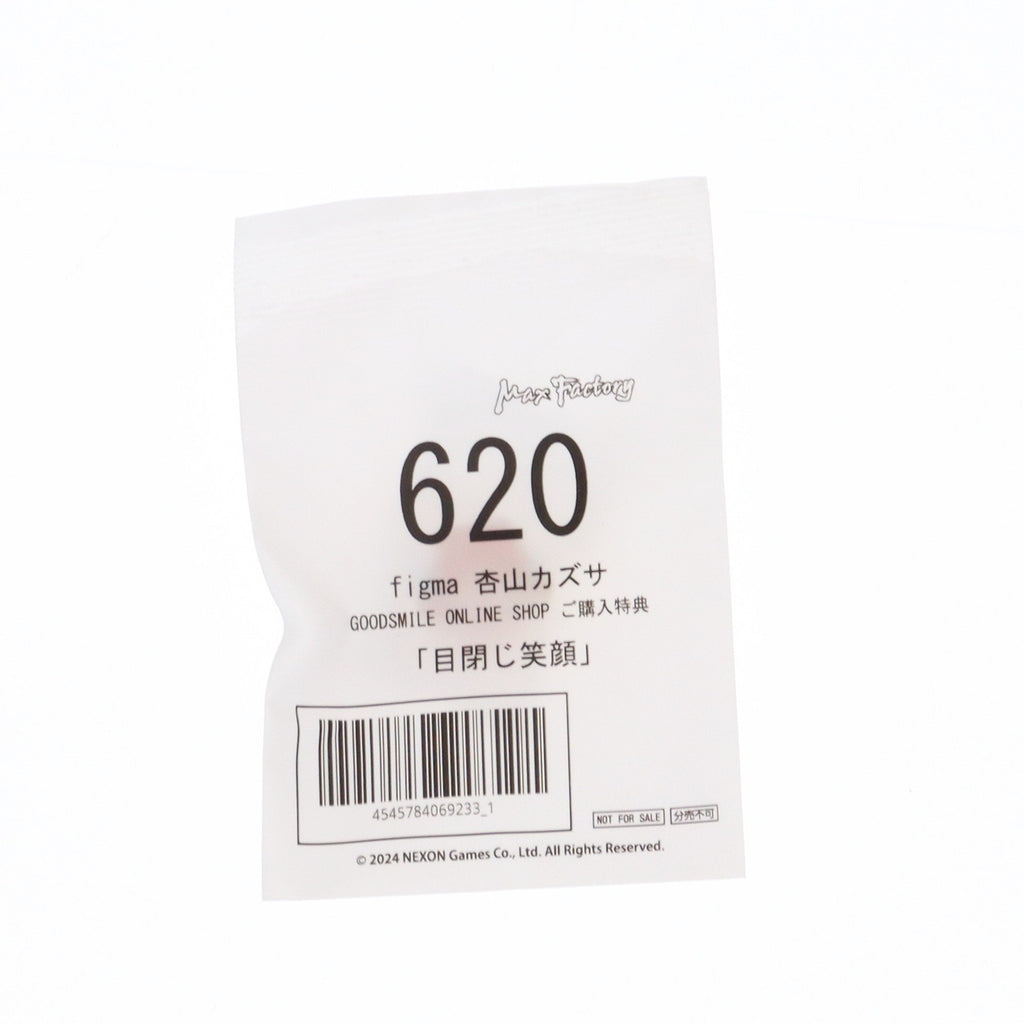 Max Factory
620
figma 杏山カズサ
GOODSMILE ONLINE SHOP ご購入特典
「目閉じ笑顔」
4545784069233_1
NOT FOR SALE 分売不可
© 2024 NEXON Games Co., Ltd. All Rights Reserved.